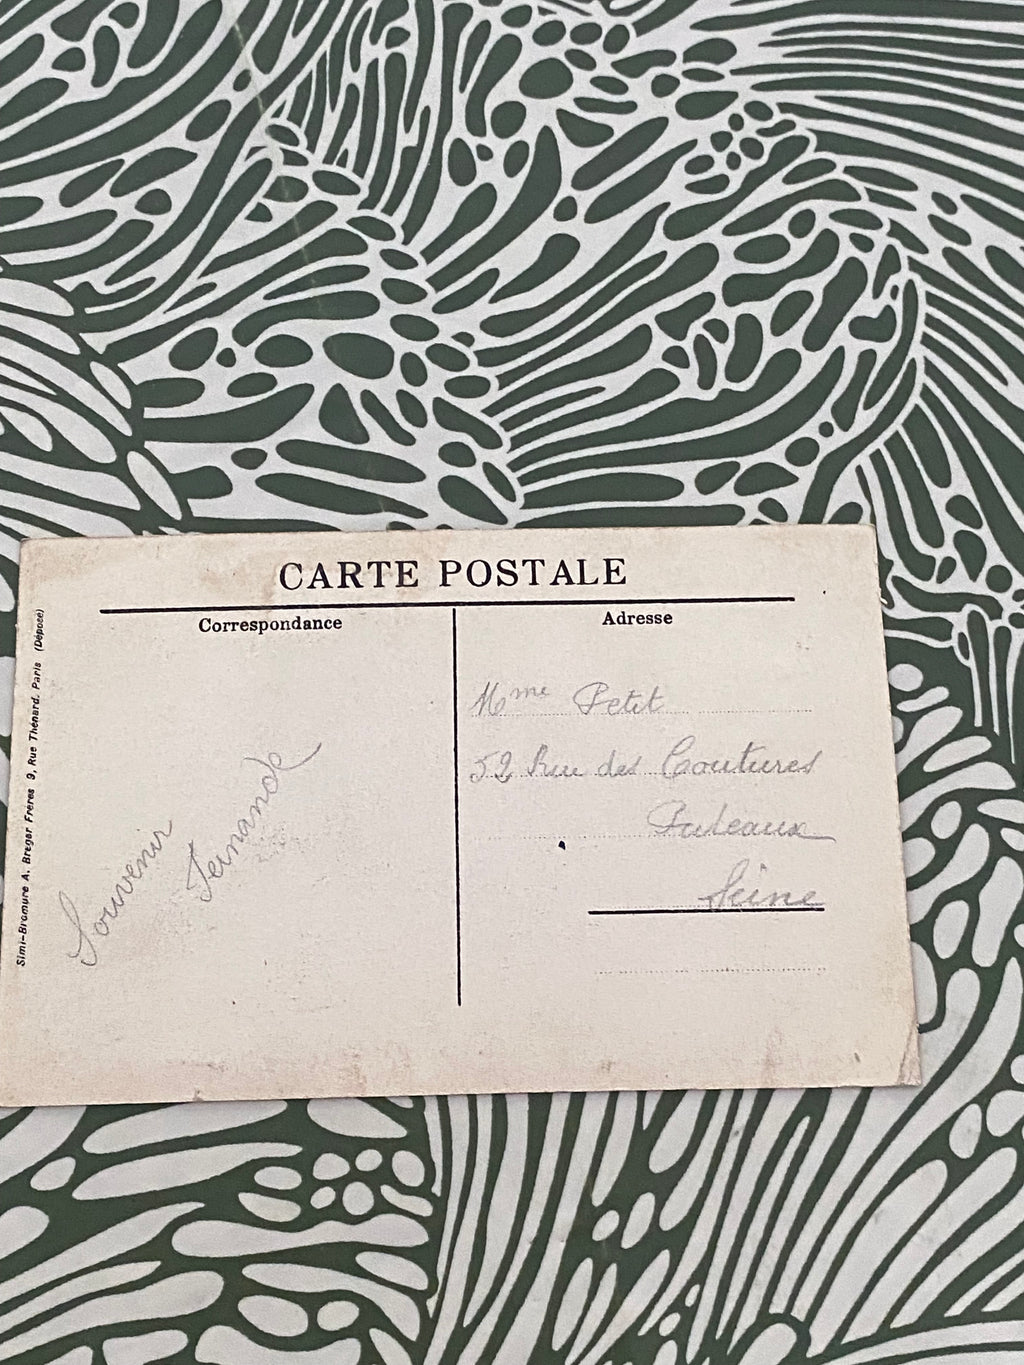 CARTE POSTALE
Correspondance
Adresse
Simi-Bromure A. Breger Frères 9, Rue Thénard. Paris (Déposé)
Souvenir
Fernande
Mme Petit
52 Rue des Coutures
Puteaux
Seine